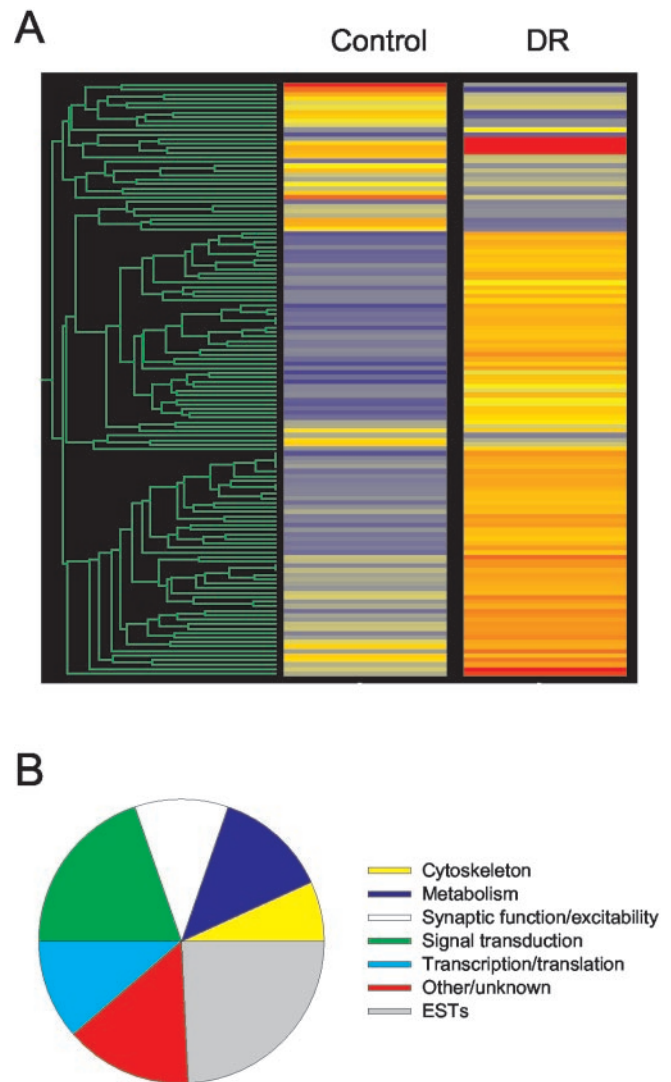 A
Control DR
B
Cytoskeleton
Metabolism
Synaptic function/excitability
Signal transduction
Transcription/translation
Other/unknown
ESTs